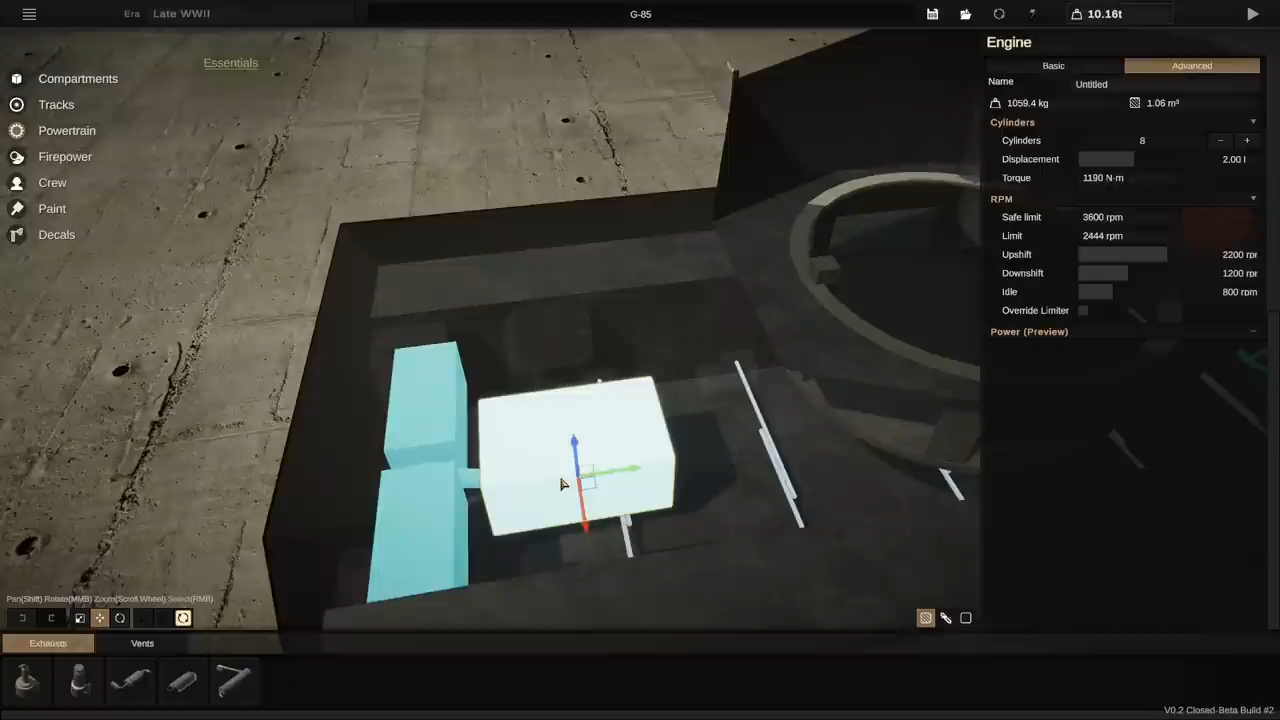 Era Late WWII
G-85
10.16t
Essentials
Compartments
Tracks
Powertrain
Firepower
Crew
Paint
Decals
Engine
Basic Advanced
Name Untitled
1059.4 kg 1.06 m³
Cylinders
Cylinders 8 − +
Displacement 2.00 l
Torque 1190 N·m
RPM
Safe limit 3600 rpm
Limit 2444 rpm
Upshift 2200 rpm
Downshift 1200 rpm
Idle 800 rpm
Override Limiter
Power (Preview)
Pan(Shift) Rotate(MMB) Zoom(Scroll Wheel) Select(RMB)
Exhausts Vents
V0.2 Closed-Beta Build #2